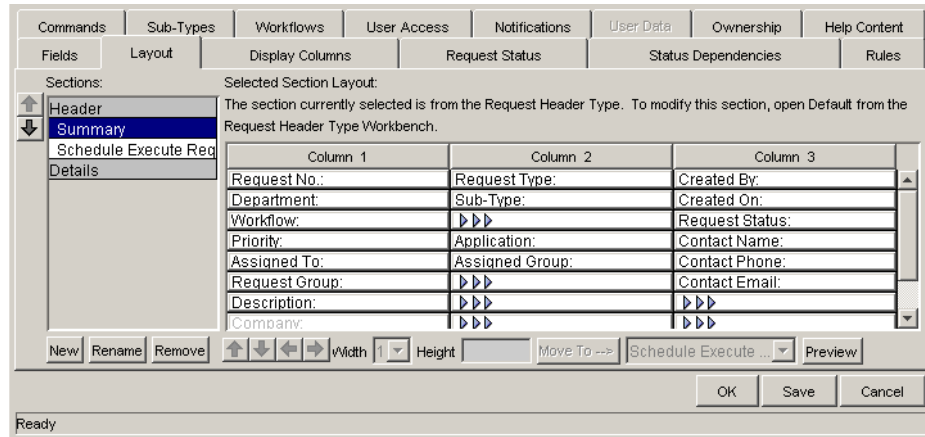 Commands Sub-Types Workflows User Access Notifications User Data Ownership Help Content
Fields Layout Display Columns Request Status Status Dependencies Rules
Sections: Selected Section Layout:
Header
Summary
Schedule Execute Req
Details
The section currently selected is from the Request Header Type. To modify this section, open Default from the
Request Header Type Workbench.
Column 1 Column 2 Column 3
Request No.: Request Type: Created By:
Department: Sub-Type: Created On:
Workflow: Request Status:
Priority: Application: Contact Name:
Assigned To: Assigned Group: Contact Phone:
Request Group: Contact Email:
Description:
Company:
New Rename Remove Width 1 Height Move To --> Schedule Execute ... Preview
OK Save Cancel
Ready